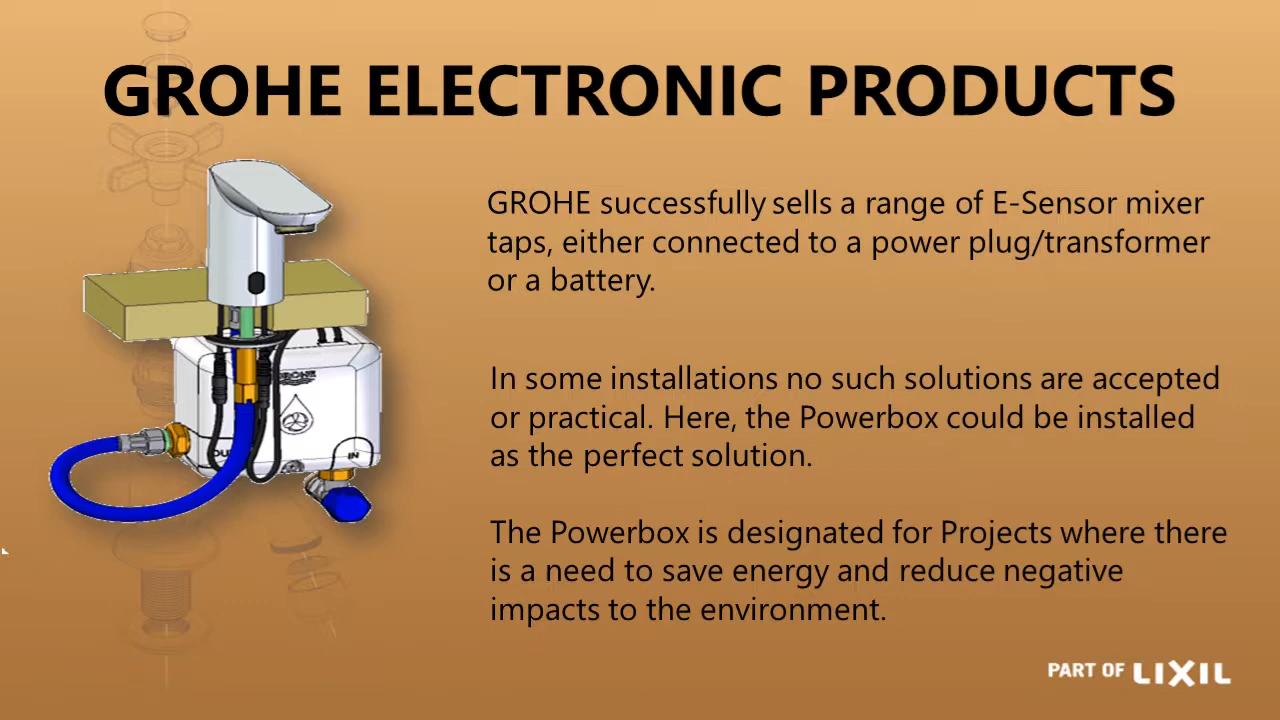 GROHE ELECTRONIC PRODUCTS
GROHE successfully sells a range of E-Sensor mixer
taps, either connected to a power plug/transformer
or a battery.
In some installations no such solutions are accepted
or practical. Here, the Powerbox could be installed
as the perfect solution.
The Powerbox is designated for Projects where there
is a need to save energy and reduce negative
impacts to the environment.
GROHE
IN
PART OF LIXIL